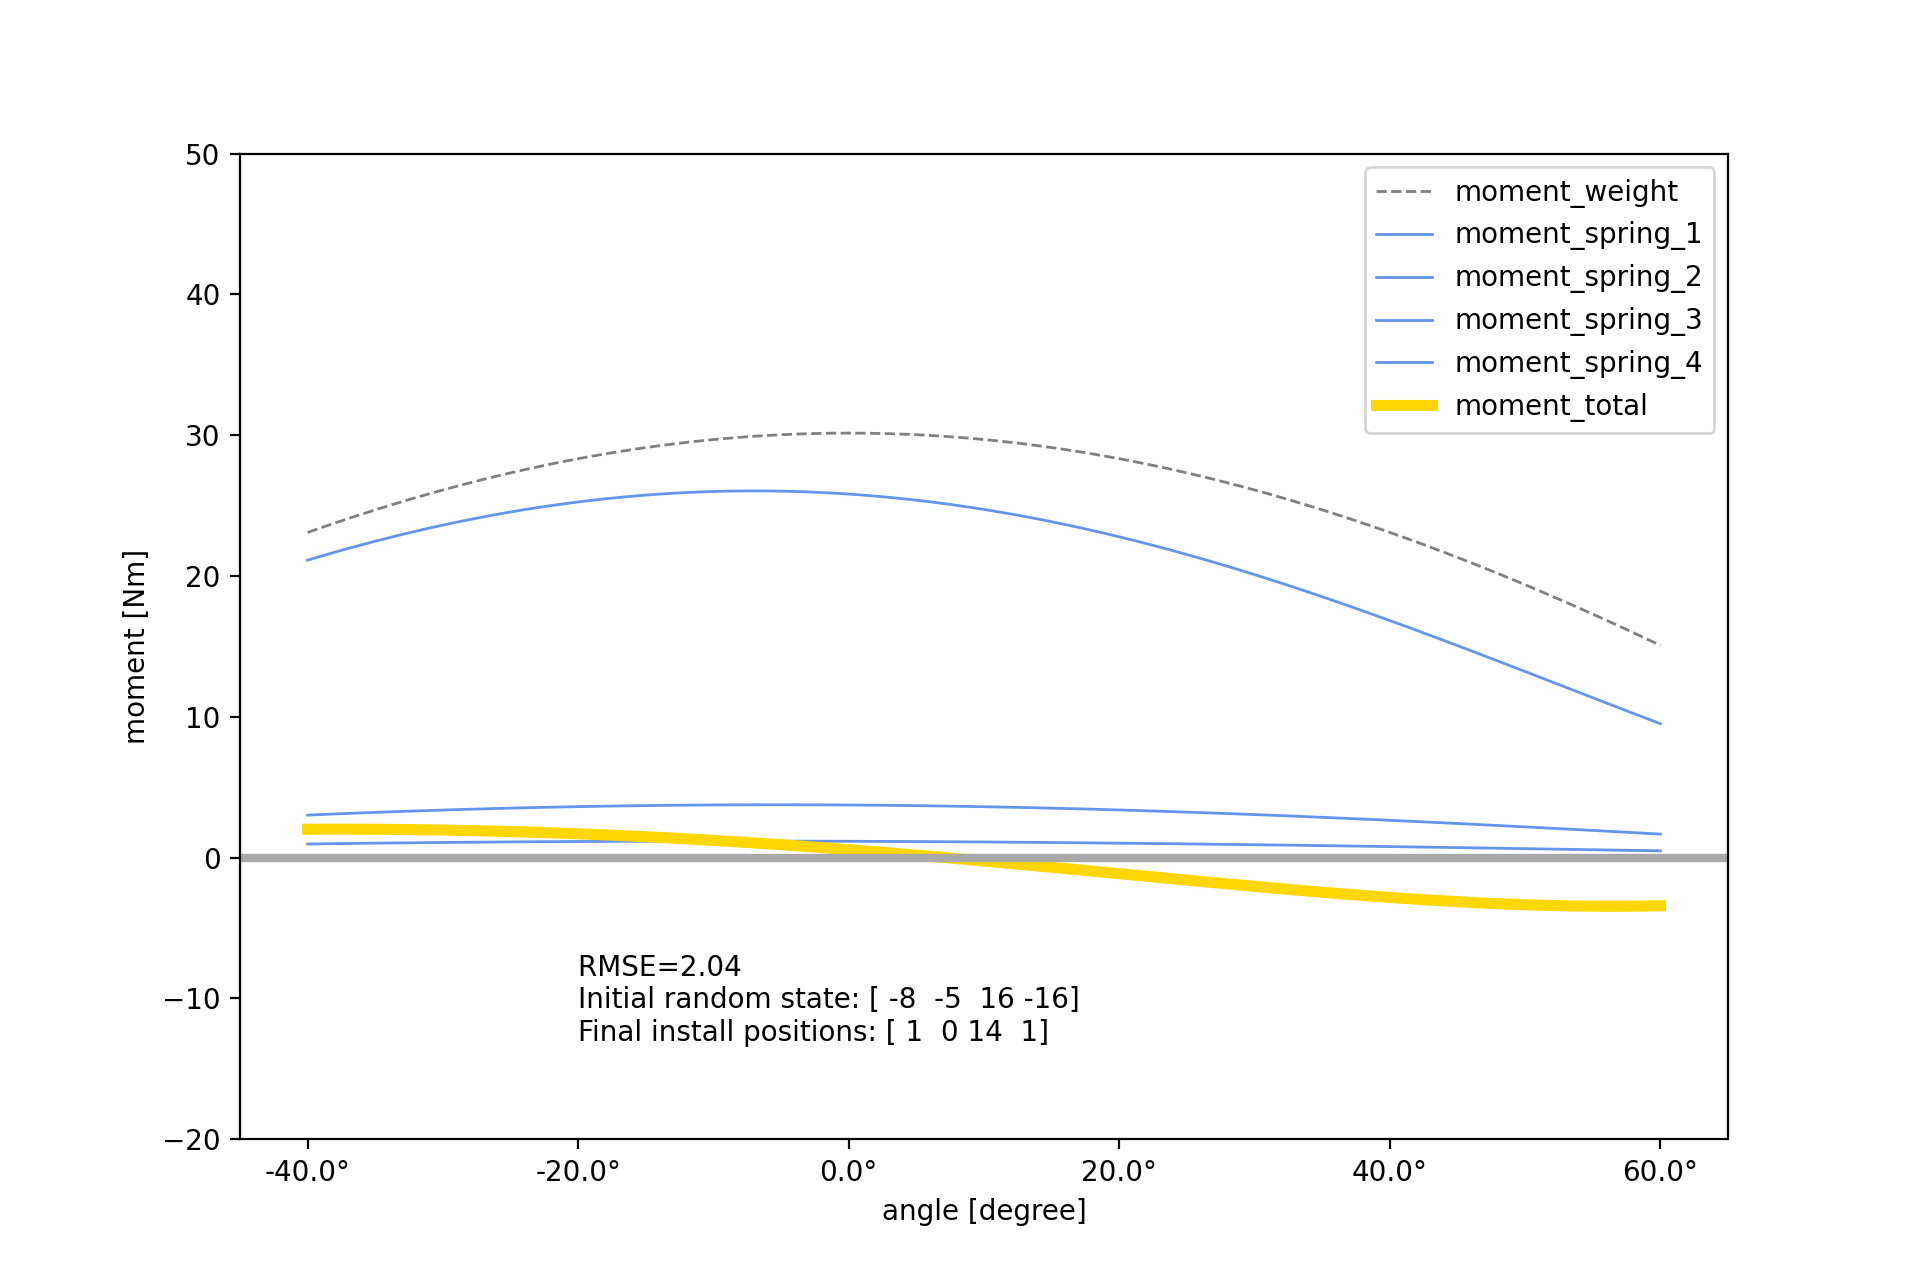 50
40
30
20
10
0
−10
−20
moment [Nm]
moment_weight
moment_spring_1
moment_spring_2
moment_spring_3
moment_spring_4
moment_total
RMSE=2.04
Initial random state: [ -8  -5  16 -16]
Final install positions: [ 1  0 14  1]
-40.0° -20.0° 0.0° 20.0° 40.0° 60.0°
angle [degree]